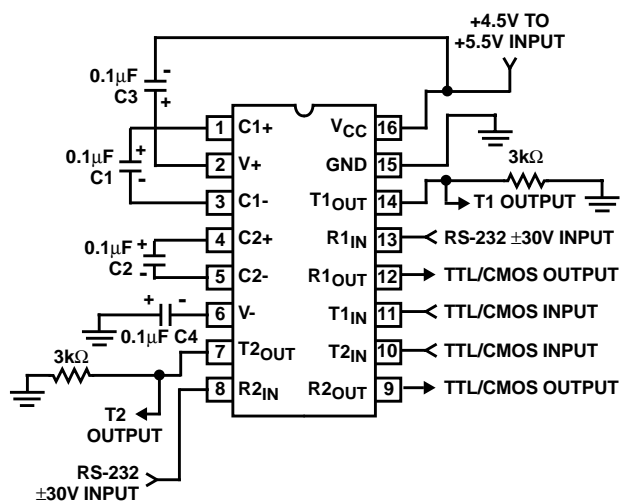 +4.5V TO
+5.5V INPUT
0.1μF
-
C3
+
1 C1+
VCC 16
0.1μF
+
C1
-
2 V+
GND 15
3kΩ
3 C1-
T1OUT 14
T1 OUTPUT
4 C2+
R1IN 13
RS-232 ±30V INPUT
0.1μF
+
C2
-
5 C2-
R1OUT 12
TTL/CMOS OUTPUT
+ -
6 V-
T1IN 11
TTL/CMOS INPUT
0.1μF C4
3kΩ
7 T2OUT
T2IN 10
TTL/CMOS INPUT
8 R2IN
R2OUT 9
TTL/CMOS OUTPUT
T2
OUTPUT
RS-232
±30V INPUT